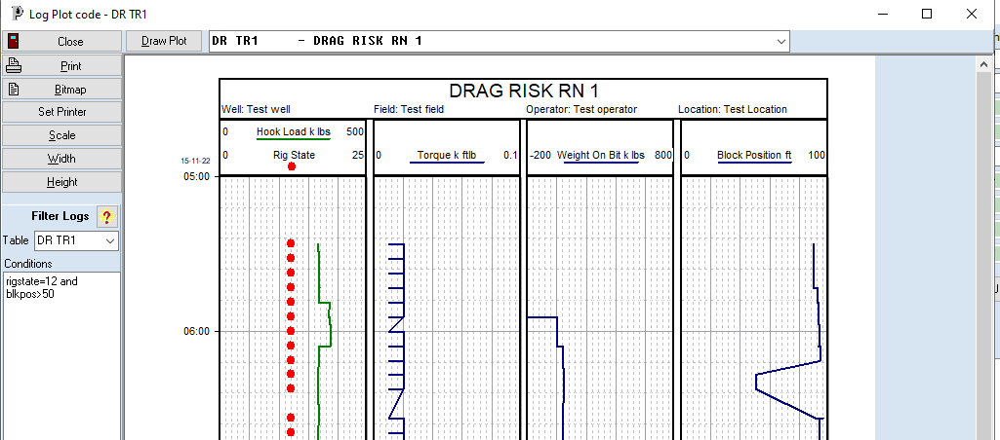 Log Plot code - DR TR1
Close
Draw Plot
DR TR1 - DRAG RISK RN 1
Print
Bitmap
Set Printer
Scale
Width
Height
Filter Logs ?
Table DR TR1
Conditions
rigstate=12 and
blkpos>50
DRAG RISK RN 1
Well: Test well Field: Test field Operator: Test operator Location: Test Location
0 Hook Load k lbs 500
0 Rig State 25 0 Torque k ftlb 0.1 -200 Weight On Bit k lbs 800 0 Block Position ft 100
15-11-22
05:00
06:00